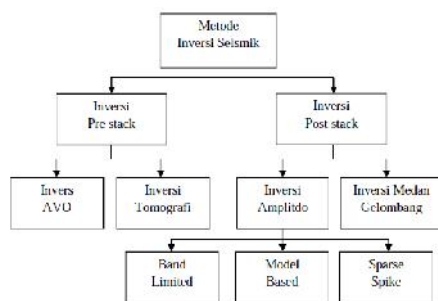 Metode
Inversi Seismik
Inversi
Pre stack
Inversi
Post stack
Invers
AVO
Inversi
Tomografi
Inversi
Amplitdo
Inversi Medan
Gelombang
Band
Limited
Model
Based
Sparse
Spike